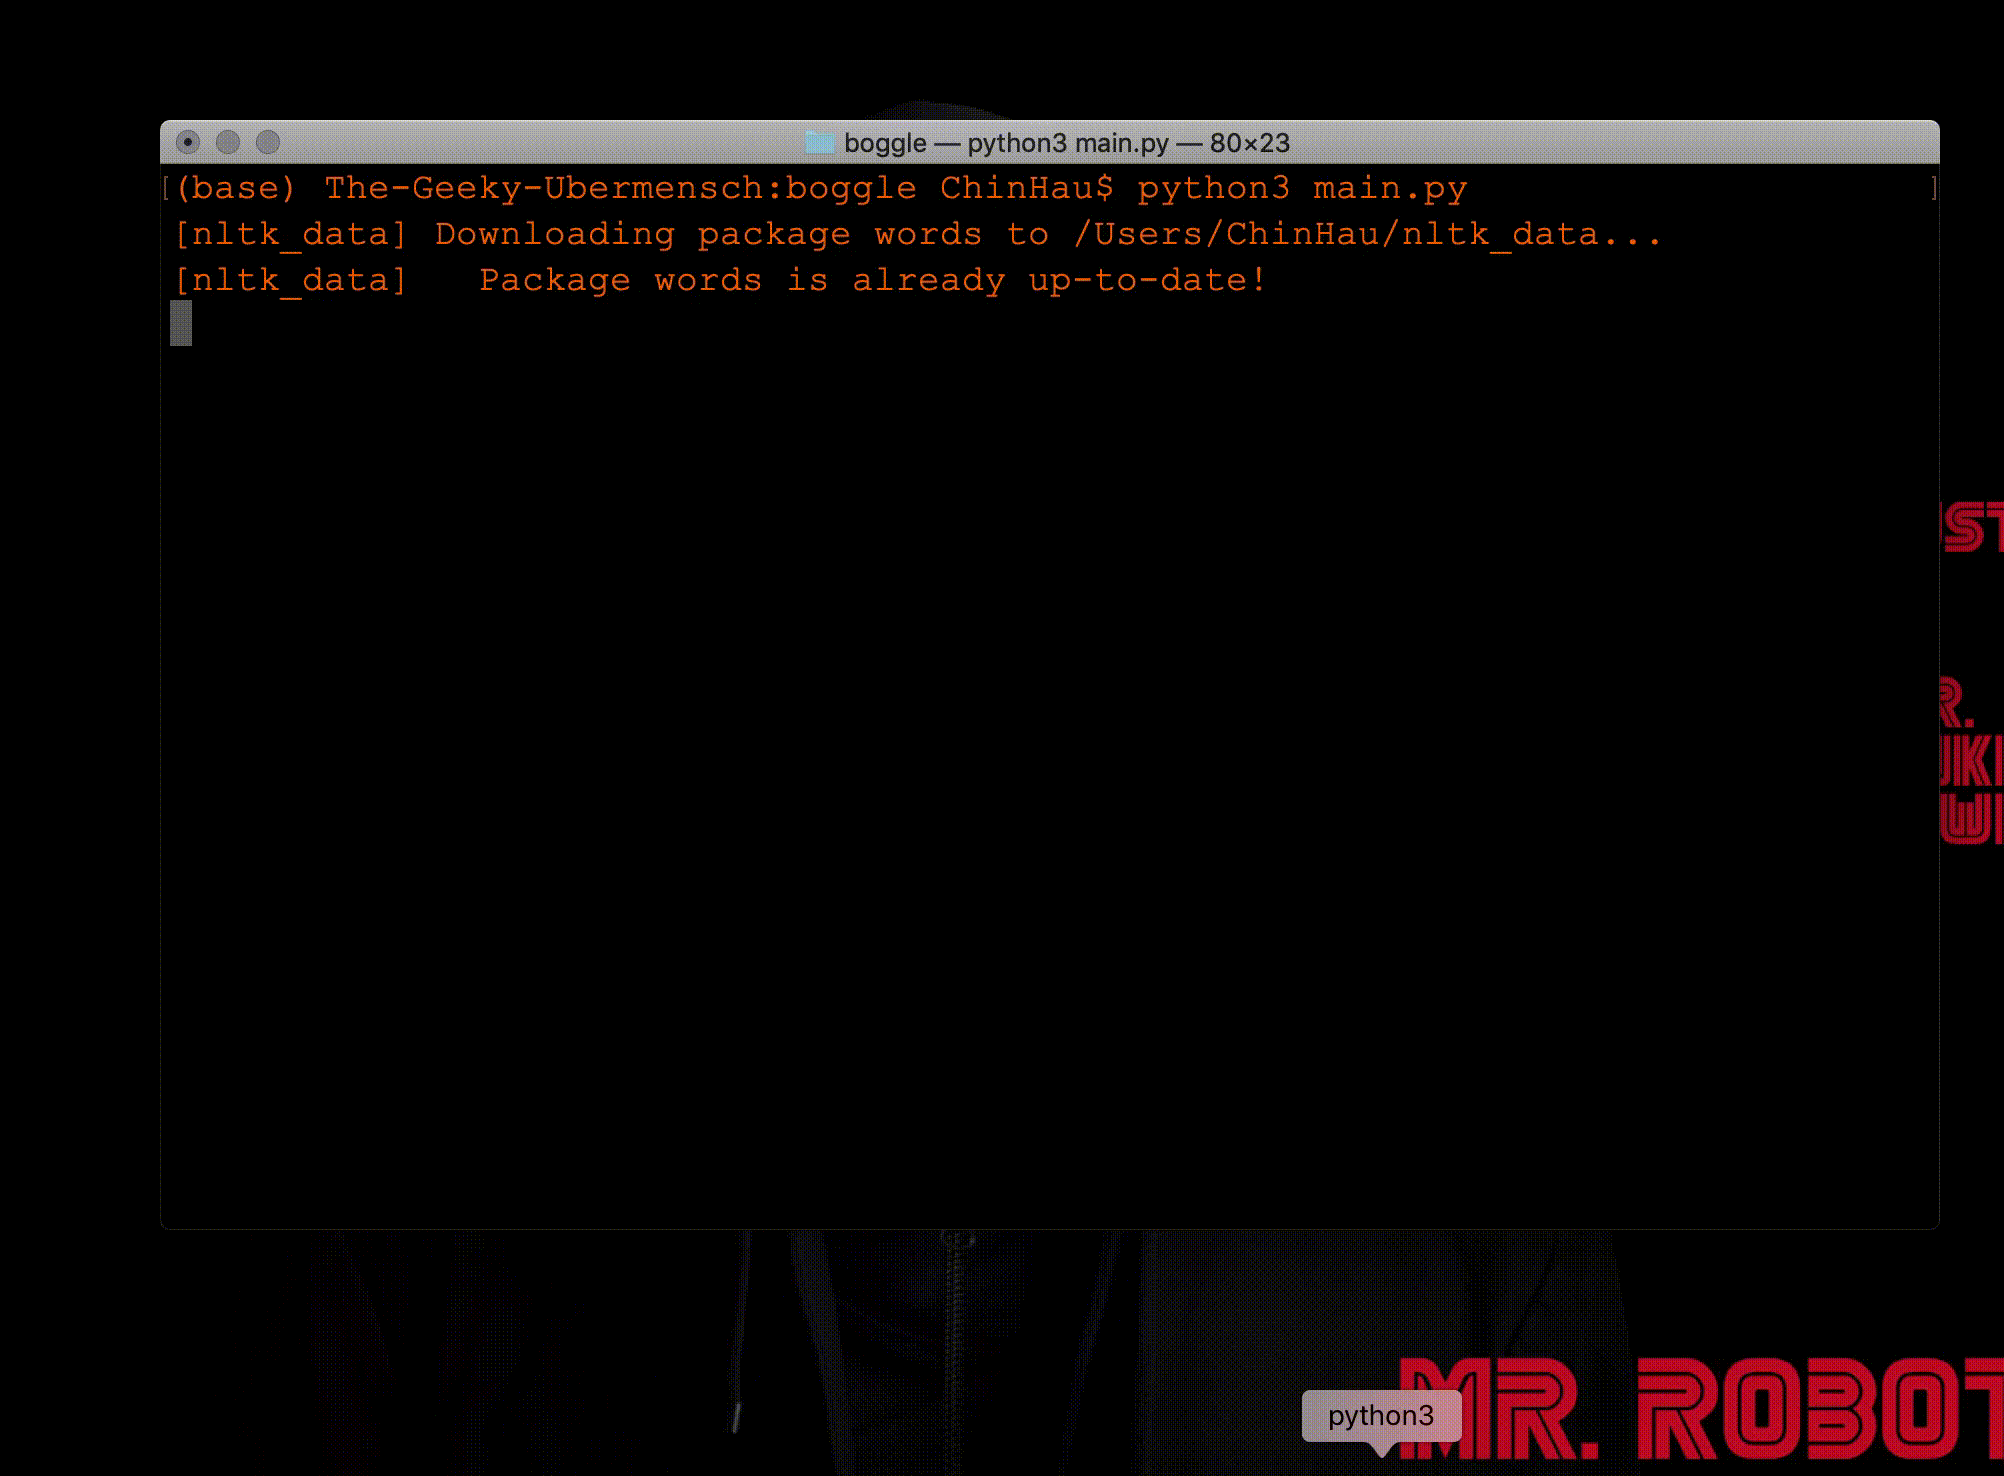 boggle — python3 main.py — 80×23
[(base) The-Geeky-Ubermensch:boggle ChinHau$ python3 main.py ]
[nltk_data] Downloading package words to /Users/ChinHau/nltk_data...
[nltk_data]   Package words is already up-to-date!
ST
R.
UKI
WI
MR. ROBOT
python3